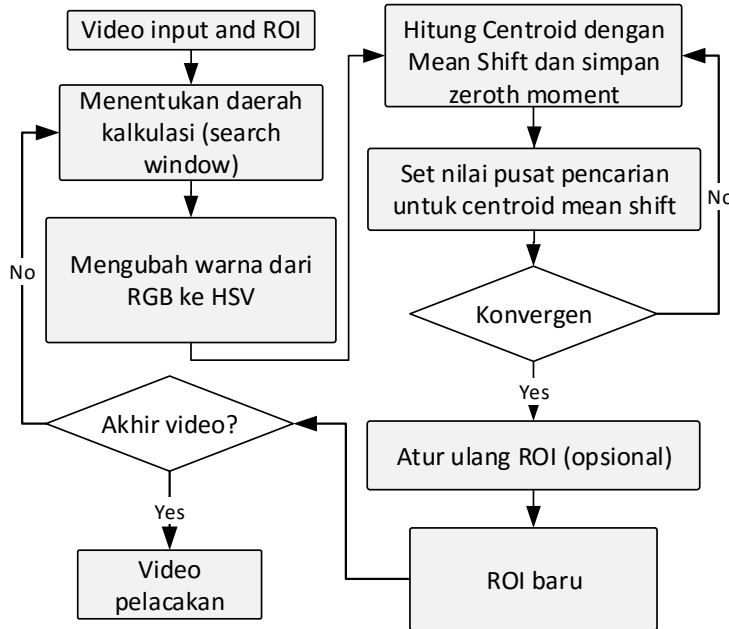 Video input and ROI
Menentukan daerah
kalkulasi (search
window)
Mengubah warna dari
RGB ke HSV
Hitung Centroid dengan
Mean Shift dan simpan
zeroth moment
Set nilai pusat pencarian
untuk centroid mean shift
No
Konvergen
Yes
Atur ulang ROI (opsional)
ROI baru
No
Akhir video?
Yes
Video
pelacakan